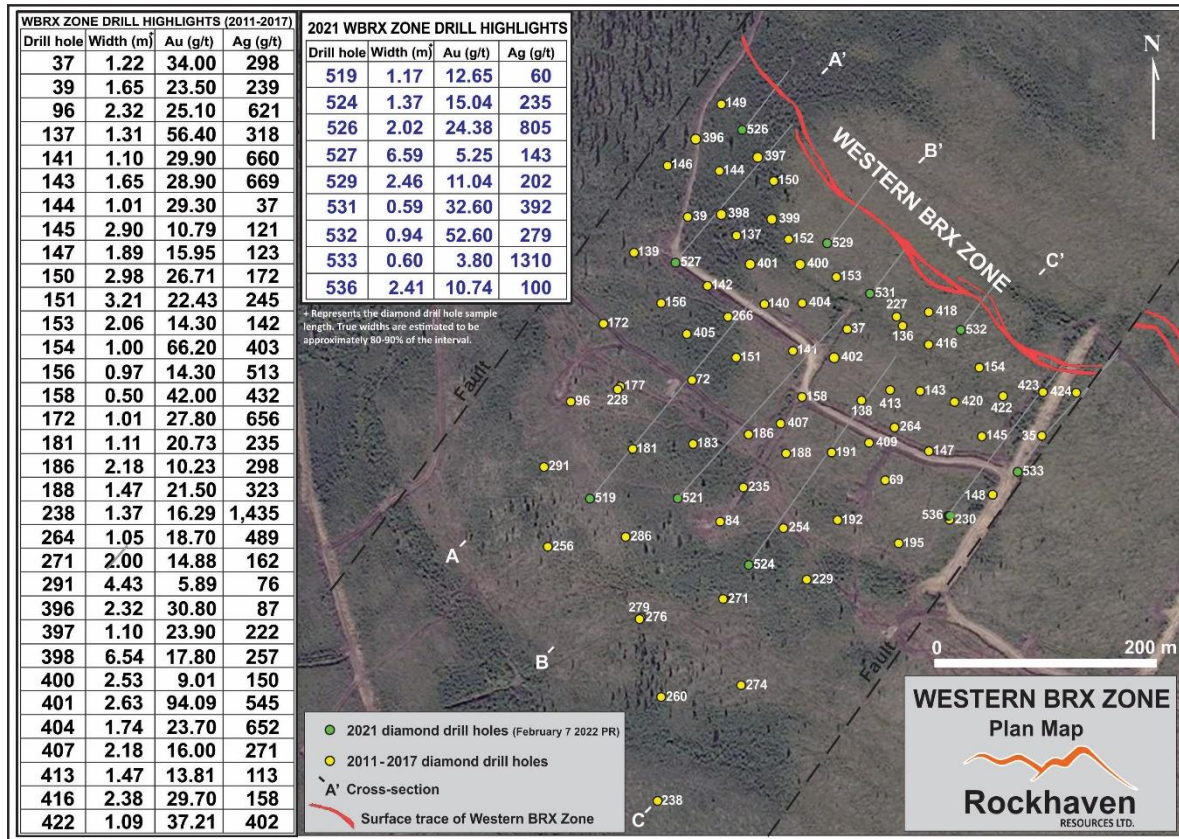 WBRX ZONE DRILL HIGHLIGHTS (2011-2017)
Drill hole Width (m)⁺ Au (g/t) Ag (g/t)
37 1.22 34.00 298
39 1.65 23.50 239
96 2.32 25.10 621
137 1.31 56.40 318
141 1.10 29.90 660
143 1.65 28.90 669
144 1.01 29.30 37
145 2.90 10.79 121
147 1.89 15.95 123
150 2.98 26.71 172
151 3.21 22.43 245
153 2.06 14.30 142
154 1.00 66.20 403
156 0.97 14.30 513
158 0.50 42.00 432
172 1.01 27.80 656
181 1.11 20.73 235
186 2.18 10.23 298
188 1.47 21.50 323
238 1.37 16.29 1,435
264 1.05 18.70 489
271 2.00 14.88 162
291 4.43 5.89 76
396 2.32 30.80 87
397 1.10 23.90 222
398 6.54 17.80 257
400 2.53 9.01 150
401 2.63 94.09 545
404 1.74 23.70 652
407 2.18 16.00 271
413 1.47 13.81 113
416 2.38 29.70 158
422 1.09 37.21 402
2021 WBRX ZONE DRILL HIGHLIGHTS
Drill hole Width (m)⁺ Au (g/t) Ag (g/t)
519 1.17 12.65 60
524 1.37 15.04 235
526 2.02 24.38 805
527 6.59 5.25 143
529 2.46 11.04 202
531 0.59 32.60 392
532 0.94 52.60 279
533 0.60 3.80 1310
536 2.41 10.74 100
+ Represents the diamond drill hole sample
length. True widths are estimated to be
approximately 80-90% of the interval.
N
A'
149
526
396
397
B'
146
144
150
WESTERN BRX ZONE
39
398
399
137
152
529
139
527
401
400
C'
153
142
531
156
140
404
227
418
266
172
405
37
136
532
141
416
151
402
154
Fault
72
177
228
96
158
138
413
143
420
422
423
424
407
264
186
145
35
181
183
409
188
191
147
291
533
69
235
519
521
148
84
254
192
536
230
286
A
256
195
524
229
271
279
276
Fault
0 200 m
B
274
260
238
C
2021 diamond drill holes (February 7 2022 PR)
2011-2017 diamond drill holes
A' Cross-section
Surface trace of Western BRX Zone
WESTERN BRX ZONE
Plan Map
Rockhaven
RESOURCES LTD.